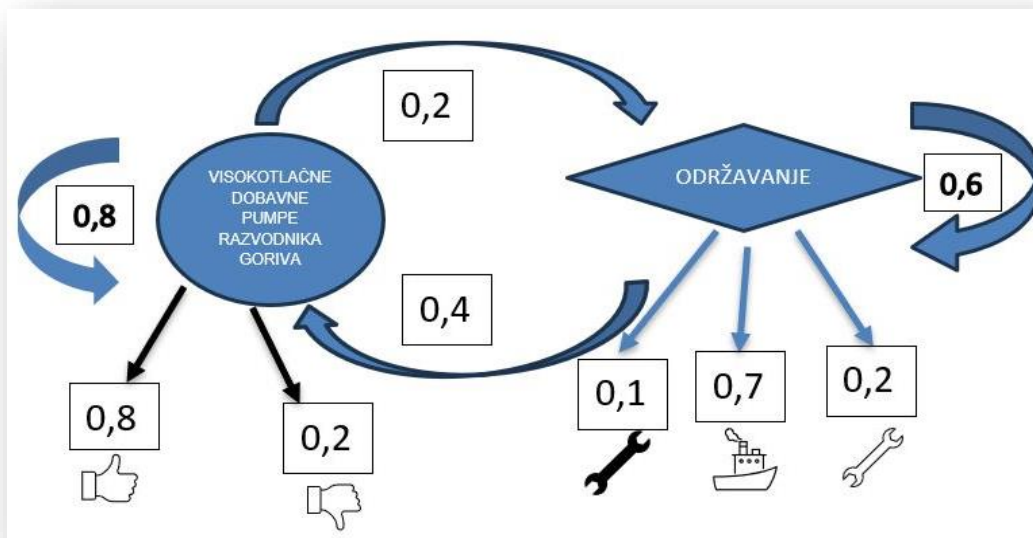 0,2
VISOKOTLAČNE
DOBAVNE
PUMPE
RAZVODNIKA
GORIVA
ODRŽAVANJE
0,8
0,6
0,4
0,8
0,2
0,1
0,7
0,2